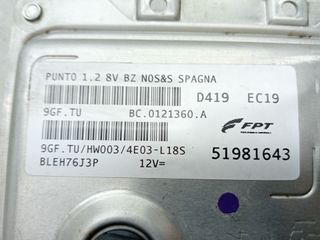 PUNTO 1.2 8V BZ NOS&S SPAGNA
D419 EC19
9GF.TU BC.0121360.A
FPT
9GF.TU/HW003/4E03-L18S 51981643
BLEH76J3P 12V=